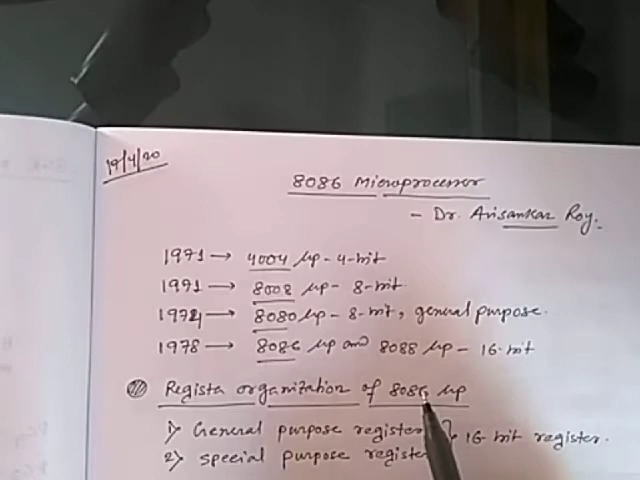 19/4/20
8086 Microprocessor
- Dr. Arisankar Roy.
1971 → 4004 μp - 4-bit
1971 → 8008 μp - 8-bit
1974 → 8080 μp - 8-bit, general purpose.
1978 → 8086 μp and 8088 μp - 16-bit
Register organization of 8086 μp
1) General purpose register } 16-bit register.
2) special purpose register